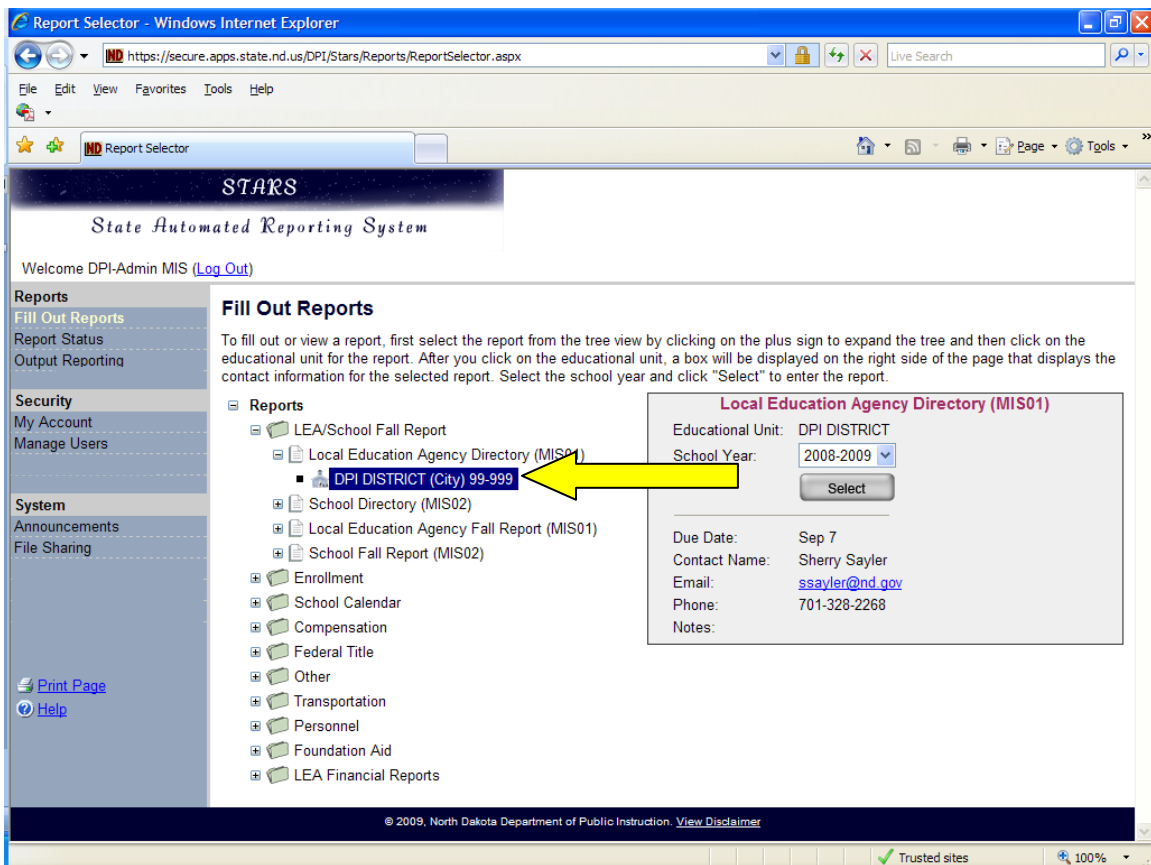 Report Selector - Windows Internet Explorer
https://secure.apps.state.nd.us/DPI/Stars/Reports/ReportSelector.aspx
Live Search
File Edit View Favorites Tools Help
Report Selector
Page Tools
STARS
State Automated Reporting System
Welcome DPI-Admin MIS (Log Out)
Reports
Fill Out Reports
Report Status
Output Reporting
Security
My Account
Manage Users
System
Announcements
File Sharing
Print Page
Help
Fill Out Reports
To fill out or view a report, first select the report from the tree view by clicking on the plus sign to expand the tree and then click on the
educational unit for the report. After you click on the educational unit, a box will be displayed on the right side of the page that displays the
contact information for the selected report. Select the school year and click "Select" to enter the report.
Reports
LEA/School Fall Report
Local Education Agency Directory (MIS01)
DPI DISTRICT (City) 99-999
School Directory (MIS02)
Local Education Agency Fall Report (MIS01)
School Fall Report (MIS02)
Enrollment
School Calendar
Compensation
Federal Title
Other
Transportation
Personnel
Foundation Aid
LEA Financial Reports
Local Education Agency Directory (MIS01)
Educational Unit: DPI DISTRICT
School Year: 2008-2009
Select
Due Date: Sep 7
Contact Name: Sherry Sayler
Email: ssayler@nd.gov
Phone: 701-328-2268
Notes:
© 2009, North Dakota Department of Public Instruction. View Disclaimer
Trusted sites 100%